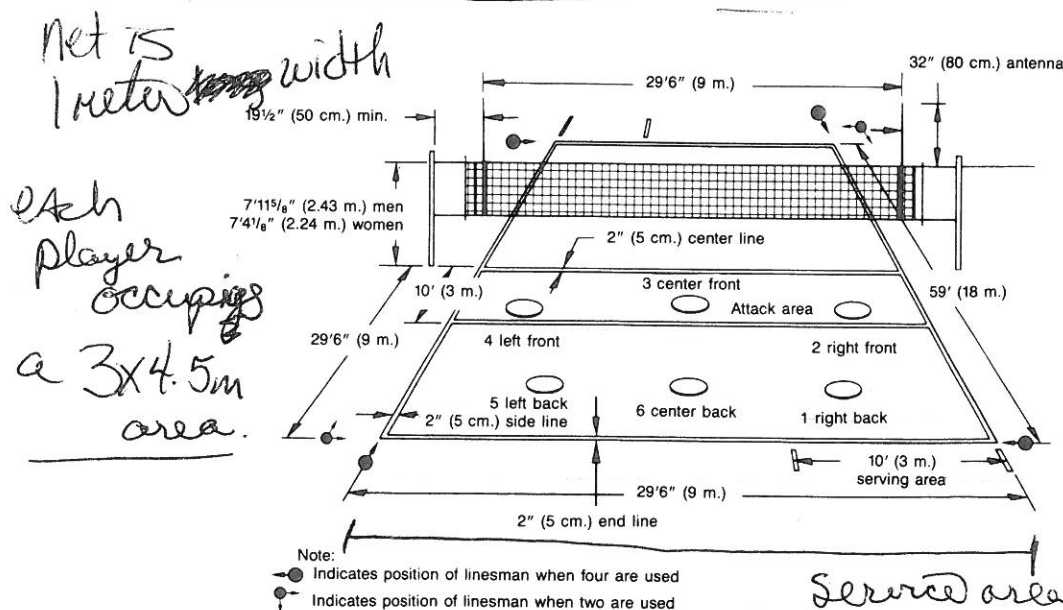 net is
1 meter width
each
player
occupies
a 3x4.5m
area.
29'6" (9 m.)
32" (80 cm.) antenna
19½" (50 cm.) min.
7'11⅝" (2.43 m.) men
7'4⅛" (2.24 m.) women
2" (5 cm.) center line
10' (3 m.)
3 center front
Attack area
59' (18 m.)
29'6" (9 m.)
4 left front
2 right front
5 left back
6 center back
1 right back
2" (5 cm.) side line
10' (3 m.)
serving area
29'6" (9 m.)
2" (5 cm.) end line
Note:
Indicates position of linesman when four are used
Indicates position of linesman when two are used
Service area